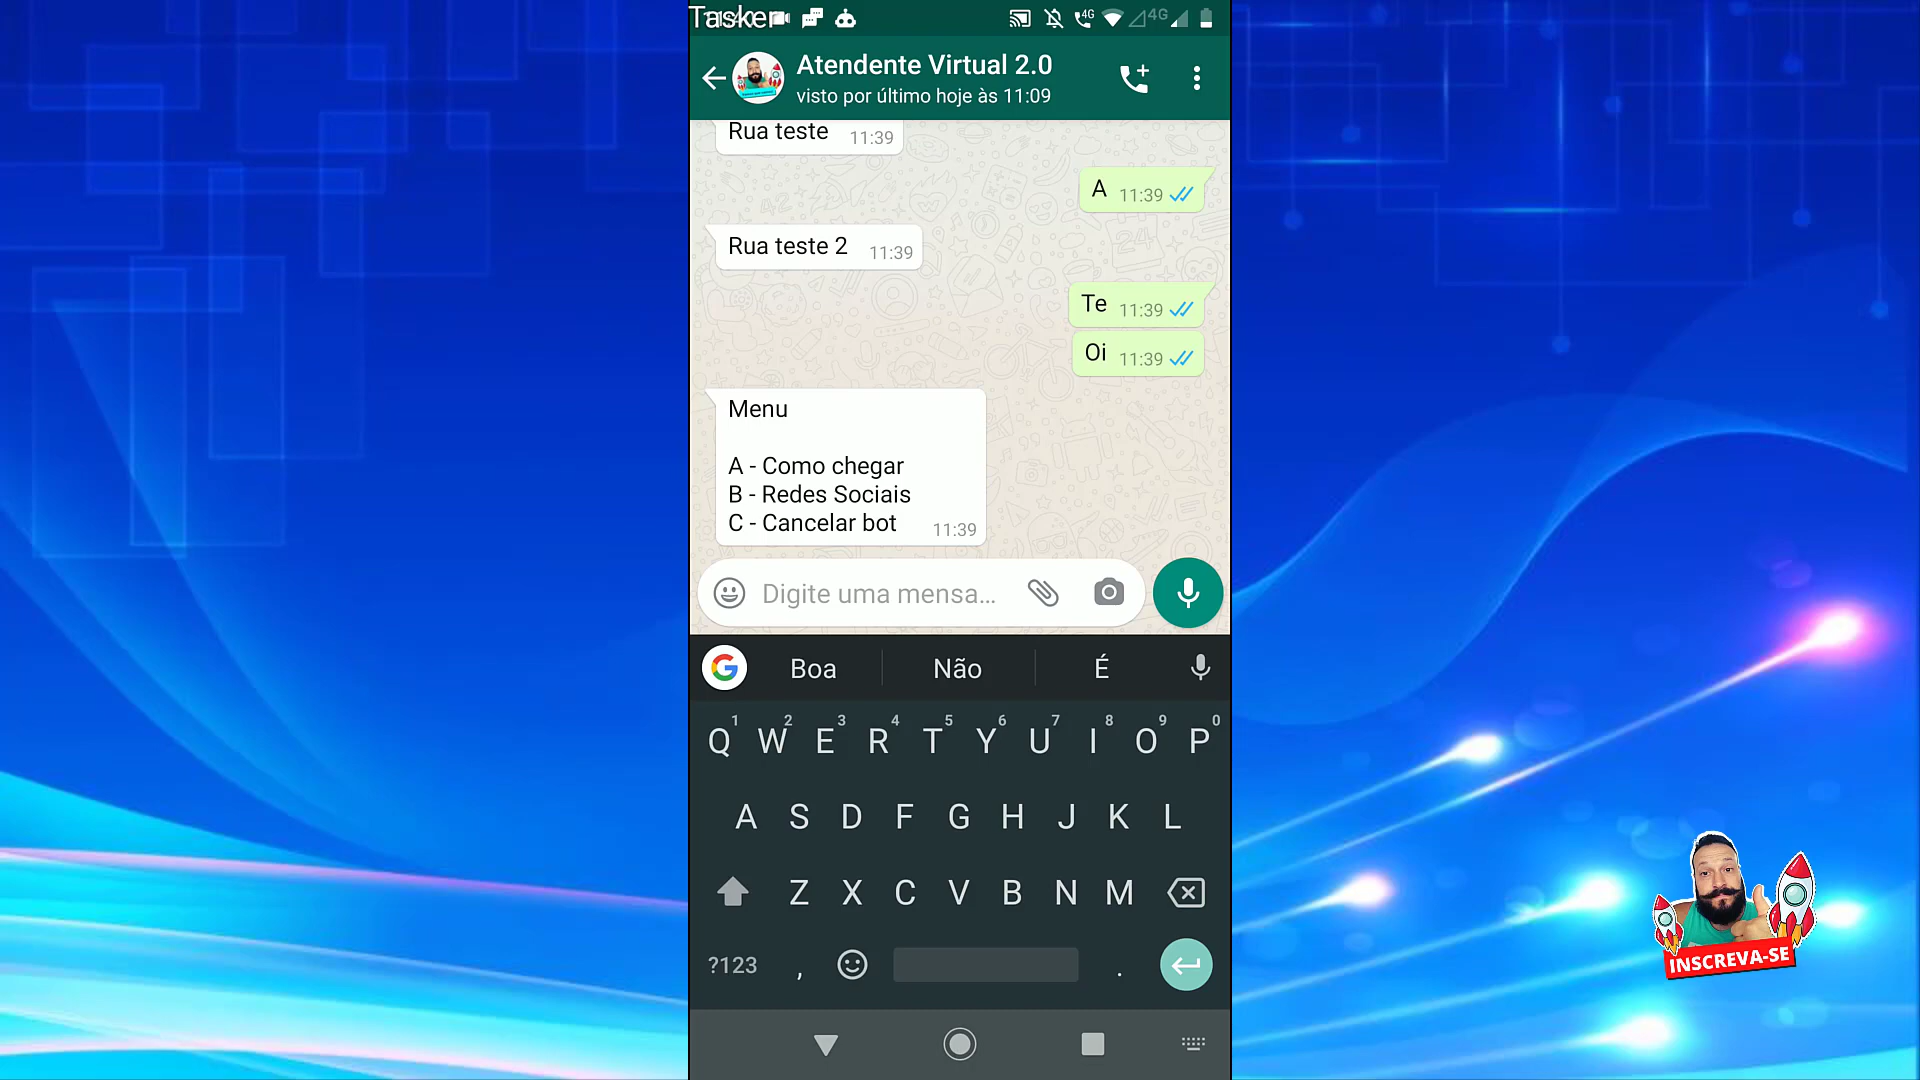 Tasker
4G
4G
Atendente Virtual 2.0
visto por último hoje às 11:09
Rua teste 11:39
A 11:39
Rua teste 2 11:39
Te 11:39
Oi 11:39
Menu
A - Como chegar
B - Redes Sociais
C - Cancelar bot 11:39
Digite uma mensa...
Boa Não É
1 2 3 4 5 6 7 8 9 0
Q W E R T Y U I O P
A S D F G H J K L
Z X C V B N M
?123 , .
INSCREVA-SE